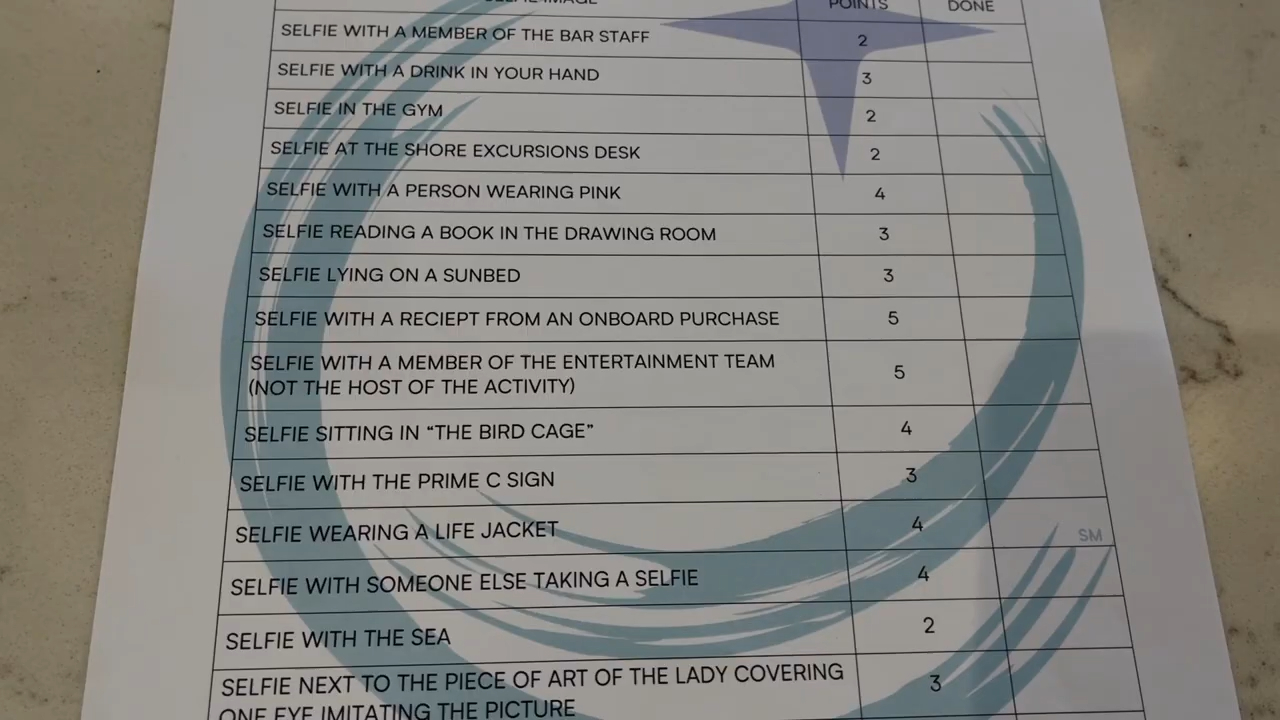 SELFIE IMAGE POINTS DONE
SELFIE WITH A MEMBER OF THE BAR STAFF 2
SELFIE WITH A DRINK IN YOUR HAND 3
SELFIE IN THE GYM 2
SELFIE AT THE SHORE EXCURSIONS DESK 2
SELFIE WITH A PERSON WEARING PINK 4
SELFIE READING A BOOK IN THE DRAWING ROOM 3
SELFIE LYING ON A SUNBED 3
SELFIE WITH A RECIEPT FROM AN ONBOARD PURCHASE 5
SELFIE WITH A MEMBER OF THE ENTERTAINMENT TEAM
(NOT THE HOST OF THE ACTIVITY) 5
SELFIE SITTING IN “THE BIRD CAGE” 4
SELFIE WITH THE PRIME C SIGN 3
SELFIE WEARING A LIFE JACKET 4
SM
SELFIE WITH SOMEONE ELSE TAKING A SELFIE 4
SELFIE WITH THE SEA 2
SELFIE NEXT TO THE PIECE OF ART OF THE LADY COVERING 3
ONE EYE IMITATING THE PICTURE